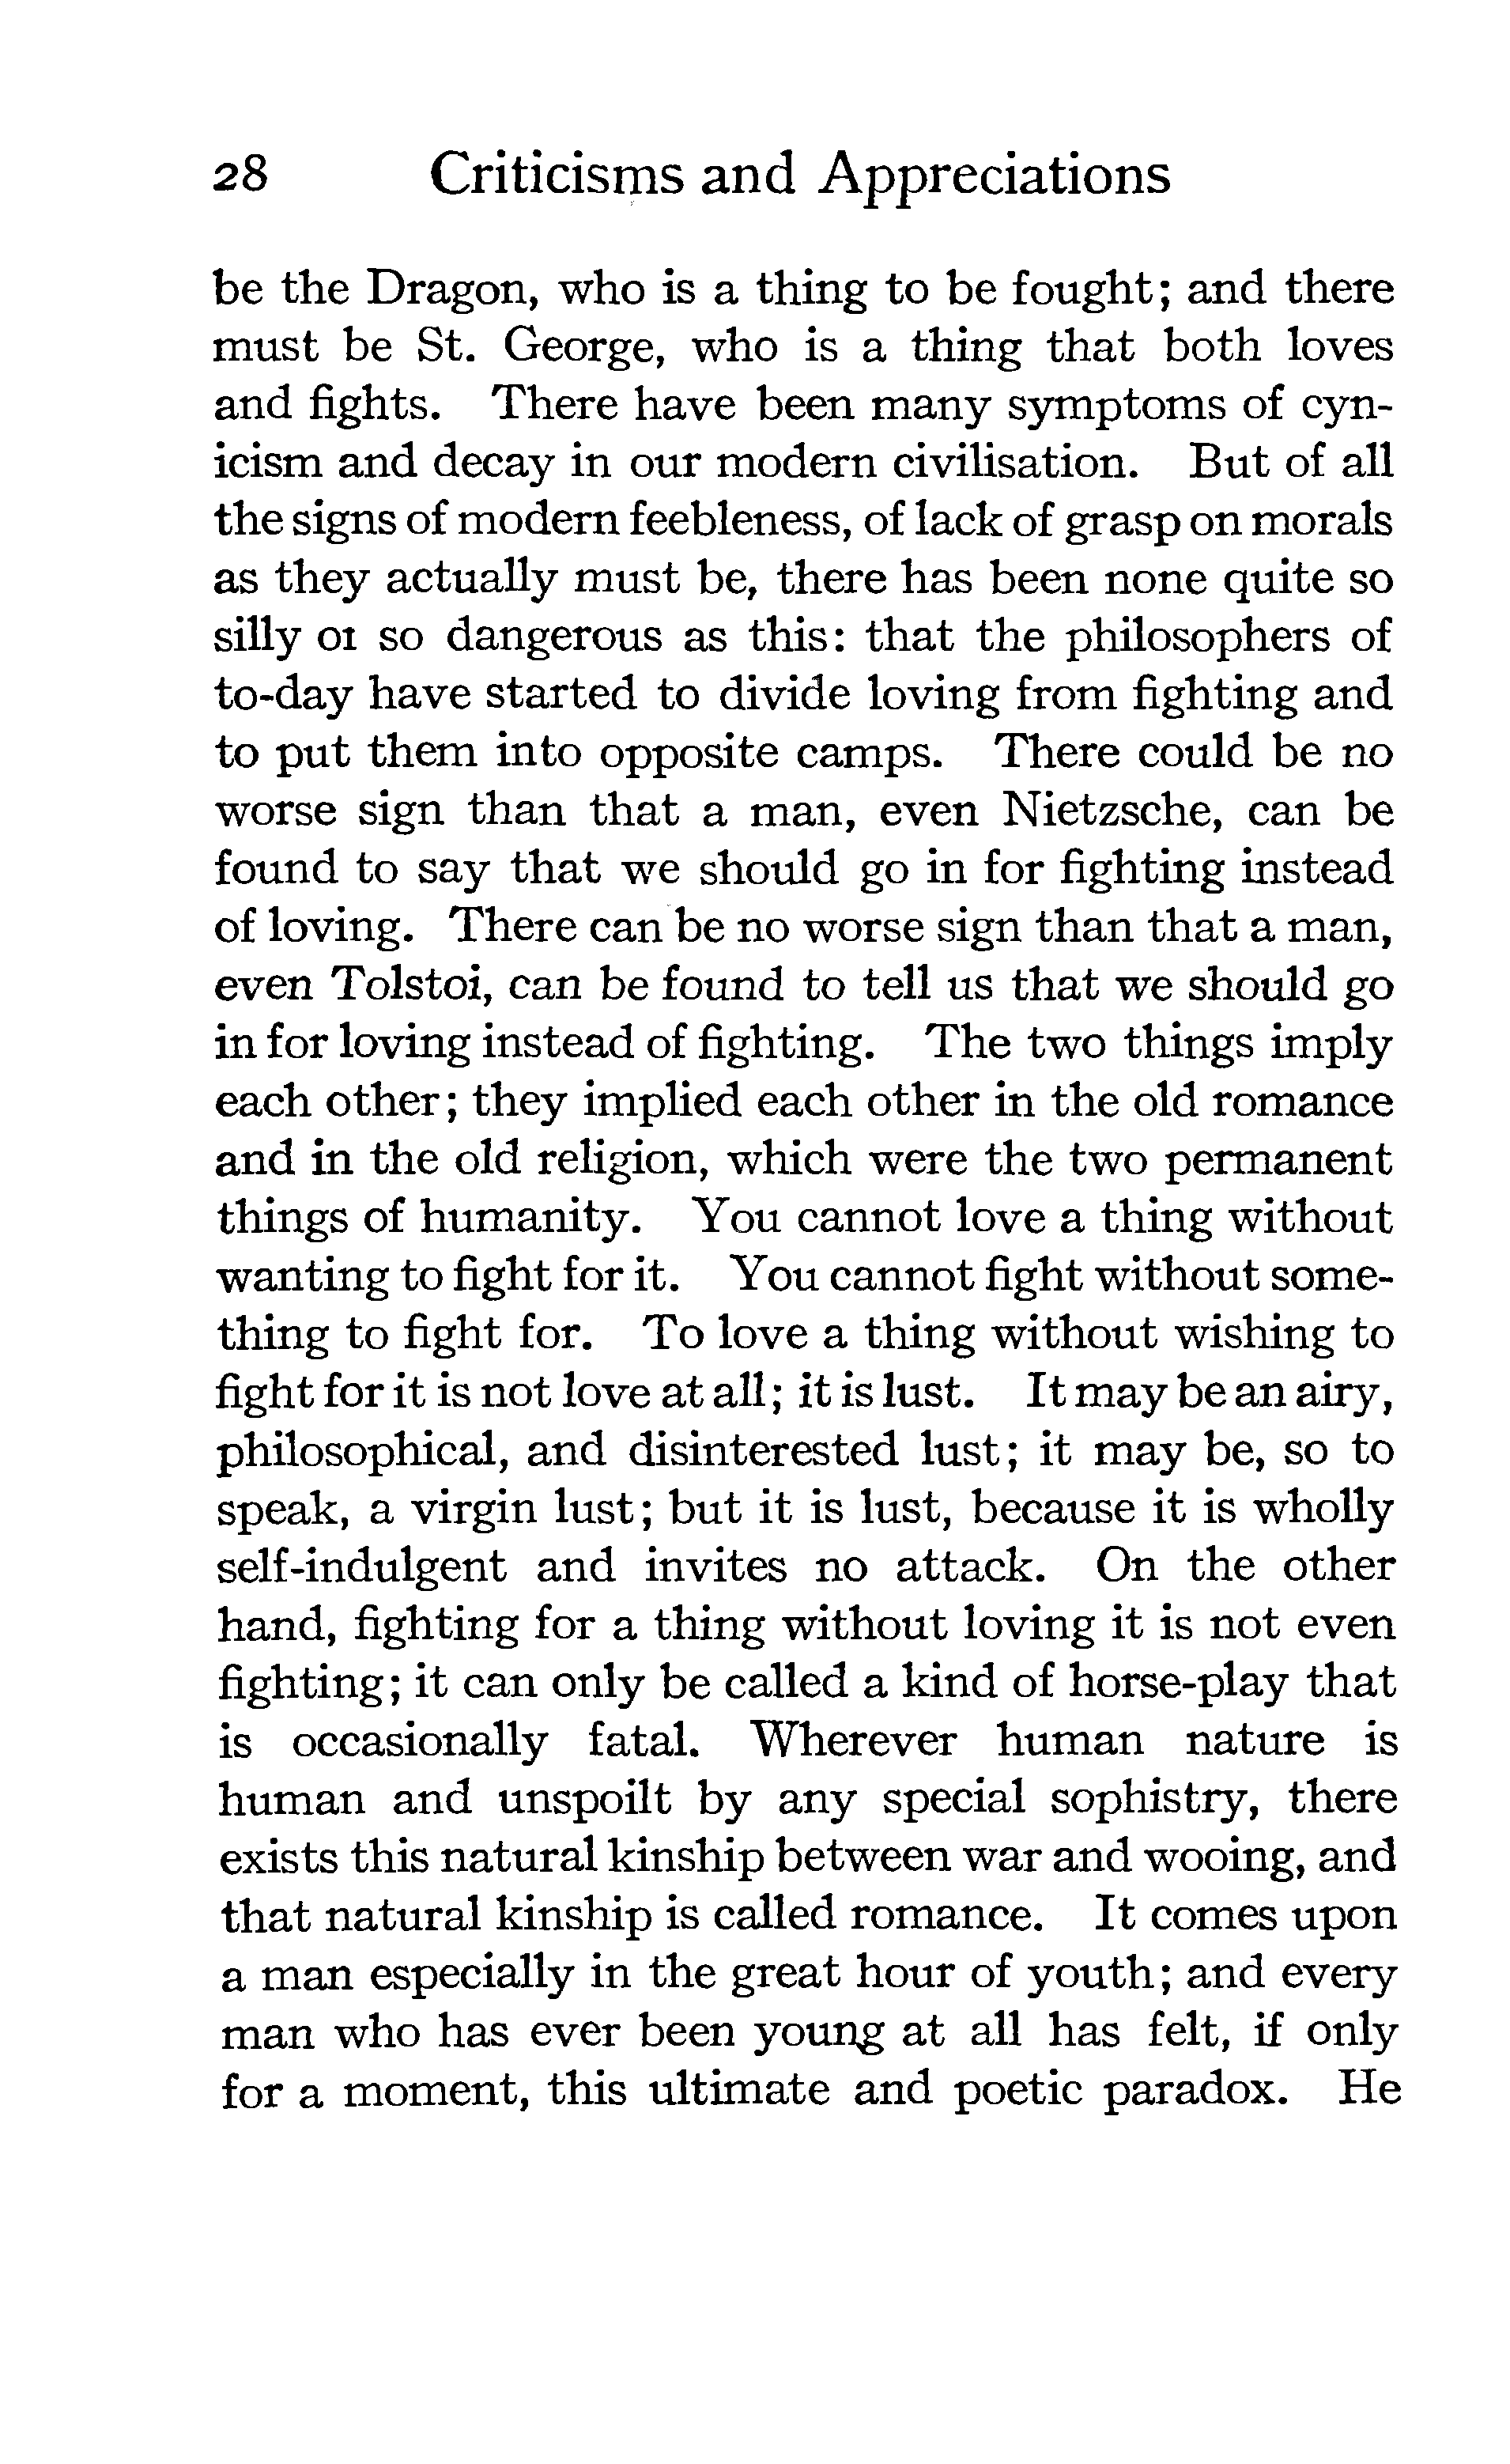 28 Criticisms and Appreciations
be the Dragon, who is a thing to be fought; and there
must be St. George, who is a thing that both loves
and fights. There have been many symptoms of cyn-
icism and decay in our modern civilisation. But of all
the signs of modern feebleness, of lack of grasp on morals
as they actually must be, there has been none quite so
silly or so dangerous as this: that the philosophers of
to-day have started to divide loving from fighting and
to put them into opposite camps. There could be no
worse sign than that a man, even Nietzsche, can be
found to say that we should go in for fighting instead
of loving. There can be no worse sign than that a man,
even Tolstoi, can be found to tell us that we should go
in for loving instead of fighting. The two things imply
each other; they implied each other in the old romance
and in the old religion, which were the two permanent
things of humanity. You cannot love a thing without
wanting to fight for it. You cannot fight without some-
thing to fight for. To love a thing without wishing to
fight for it is not love at all; it is lust. It may be an airy,
philosophical, and disinterested lust; it may be, so to
speak, a virgin lust; but it is lust, because it is wholly
self-indulgent and invites no attack. On the other
hand, fighting for a thing without loving it is not even
fighting; it can only be called a kind of horse-play that
is occasionally fatal. Wherever human nature is
human and unspoilt by any special sophistry, there
exists this natural kinship between war and wooing, and
that natural kinship is called romance. It comes upon
a man especially in the great hour of youth; and every
man who has ever been young at all has felt, if only
for a moment, this ultimate and poetic paradox. He